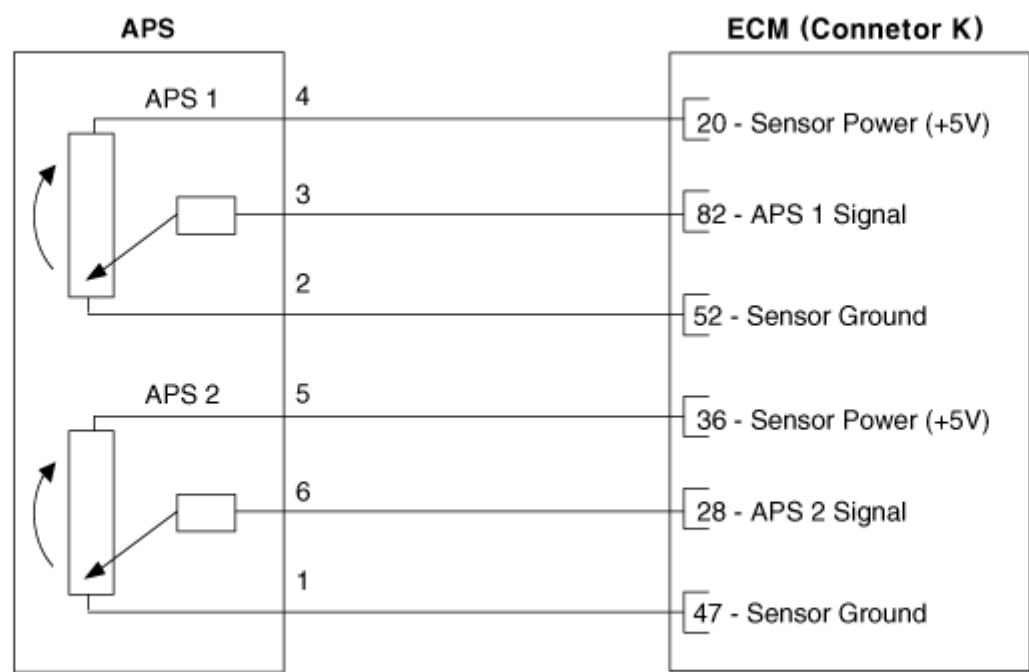 APS
ECM (Connetor K)
APS 1
4
20 - Sensor Power (+5V)
3
82 - APS 1 Signal
2
52 - Sensor Ground
APS 2
5
36 - Sensor Power (+5V)
6
28 - APS 2 Signal
1
47 - Sensor Ground